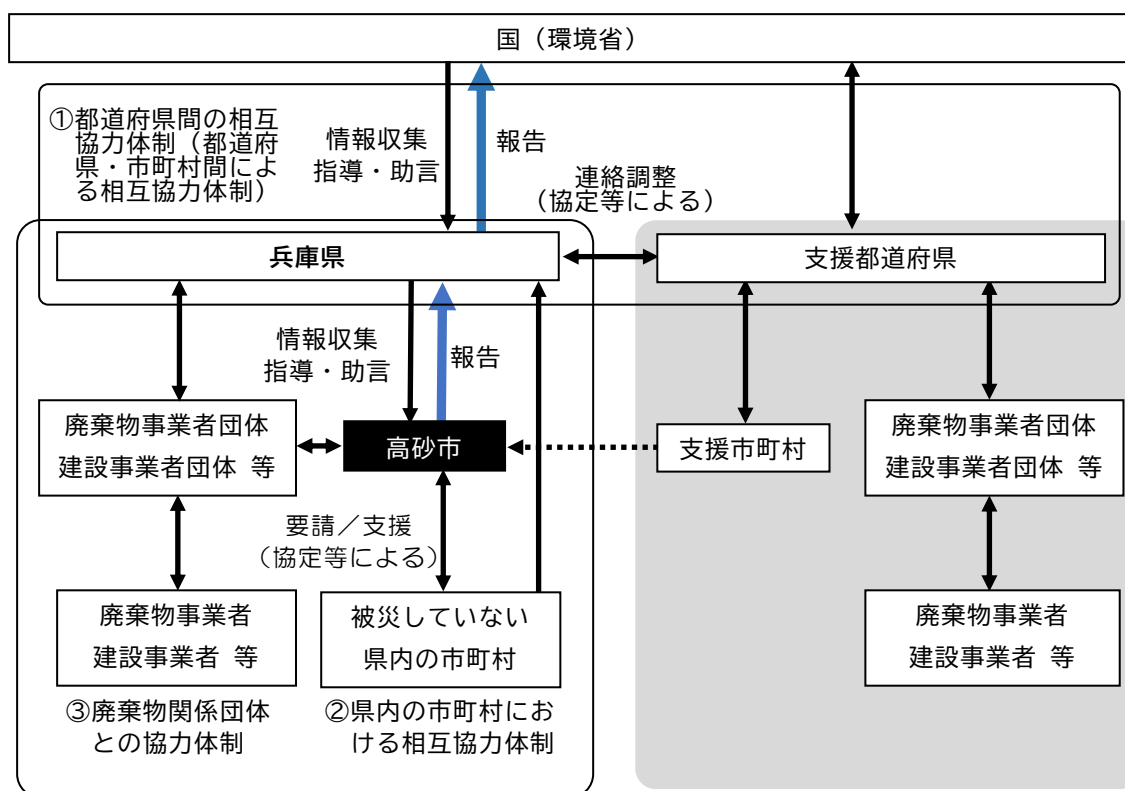 国（環境省）
①都道府県間の相互
協力体制（都道府
県・市町村間によ
る相互協力体制）
情報収集
指導・助言
報告
連絡調整
（協定等による）
兵庫県
支援都道府県
情報収集
指導・助言
報告
廃棄物事業者団体
建設事業者団体 等
高砂市
支援市町村
廃棄物事業者団体
建設事業者団体 等
要請／支援
（協定等による）
廃棄物事業者
建設事業者 等
被災していない
県内の市町村
廃棄物事業者
建設事業者 等
③廃棄物関係団体
との協力体制
②県内の市町村にお
ける相互協力体制